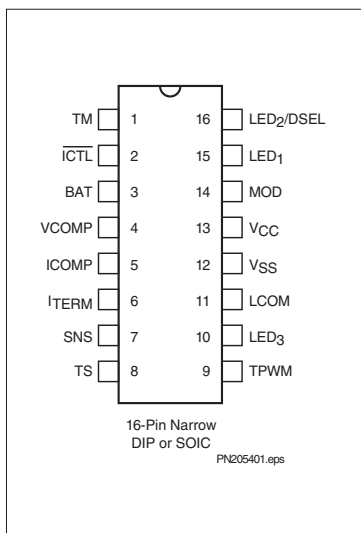 TM 1 16 LED2/DSEL
ICTL 2 15 LED1
BAT 3 14 MOD
VCOMP 4 13 VCC
ICOMP 5 12 VSS
ITERM 6 11 LCOM
SNS 7 10 LED3
TS 8 9 TPWM
16-Pin Narrow
DIP or SOIC
PN205401.eps